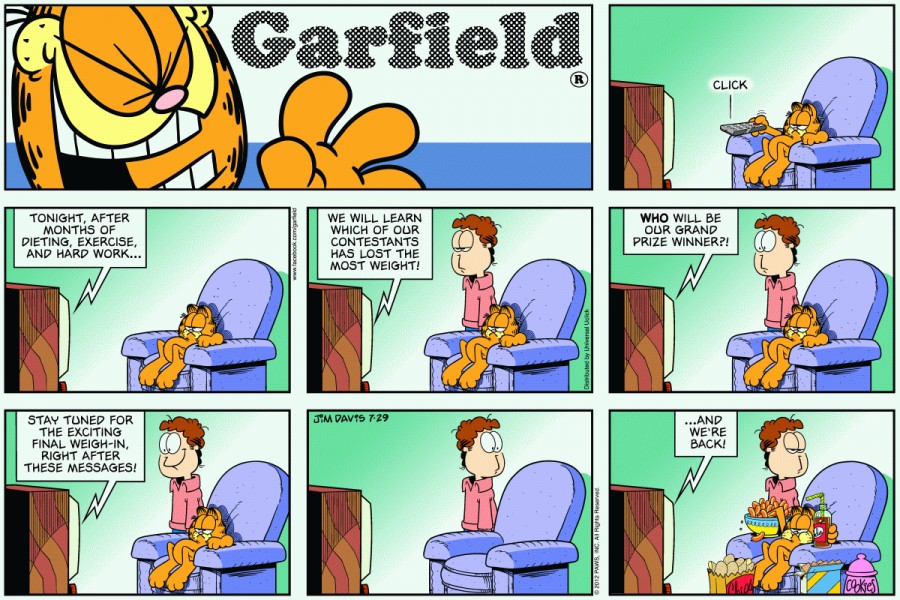 Garfield
®
CLICK
TONIGHT, AFTER
MONTHS OF
DIETING, EXERCISE,
AND HARD WORK...
www.facebook.com/garfield
WE WILL LEARN
WHICH OF OUR
CONTESTANTS
HAS LOST THE
MOST WEIGHT!
Distributed by Universal Uclick
WHO WILL BE
OUR GRAND
PRIZE WINNER?!
STAY TUNED FOR
THE EXCITING
FINAL WEIGH-IN,
RIGHT AFTER
THESE MESSAGES!
JIM DAVIS 7-29
© 2012 PAWS, INC. All Rights Reserved.
...AND
WE'RE
BACK!
COOKIES